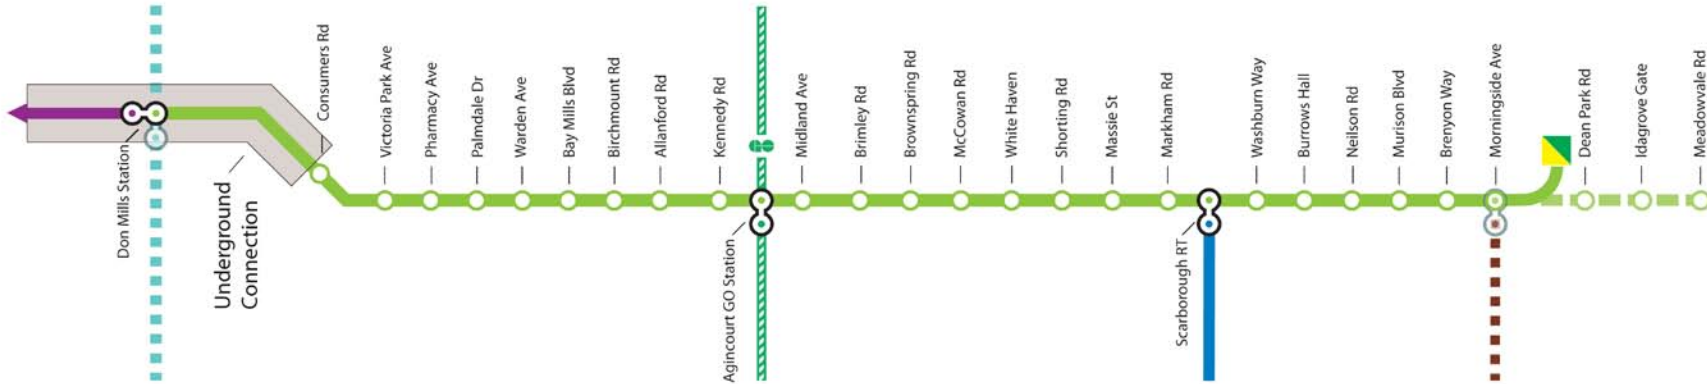 Don Mills Station
Underground
Connection
Consumers Rd
Victoria Park Ave
Pharmacy Ave
Palmdale Dr
Warden Ave
Bay Mills Blvd
Birchmount Rd
Allanford Rd
Kennedy Rd
Agincourt GO Station
Midland Ave
Brimley Rd
Brownspring Rd
McCowan Rd
White Haven
Shorting Rd
Massie St
Markham Rd
Scarborough RT
Washburn Way
Burrows Hall
Neilson Rd
Murison Blvd
Brenyon Way
Morningside Ave
Dean Park Rd
Idagrove Gate
Meadowvale Rd